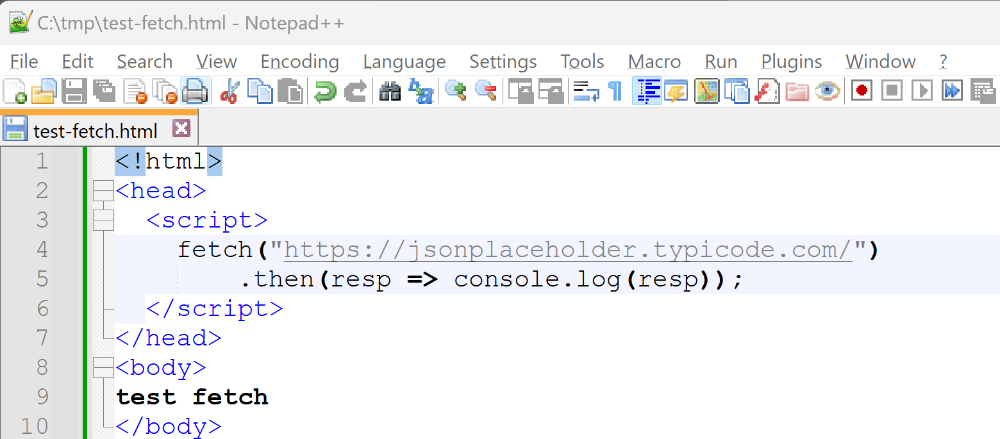 C:\tmp\test-fetch.html - Notepad++
File Edit Search View Encoding Language Settings Tools Macro Run Plugins Window ?
test-fetch.html
1 <!html>
2 <head>
3 <script>
4 fetch("https://jsonplaceholder.typicode.com/")
5 .then(resp => console.log(resp));
6 </script>
7 </head>
8 <body>
9 test fetch
10 </body>